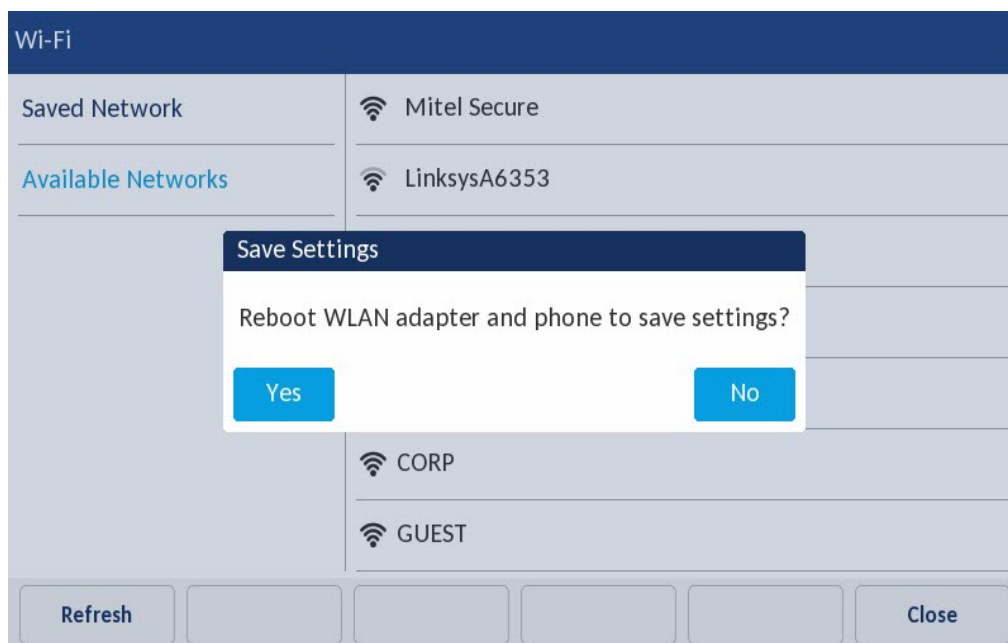 Wi-Fi
Saved Network
Mitel Secure
Available Networks
LinksysA6353
Save Settings
Reboot WLAN adapter and phone to save settings?
Yes
No
CORP
GUEST
Refresh
Close